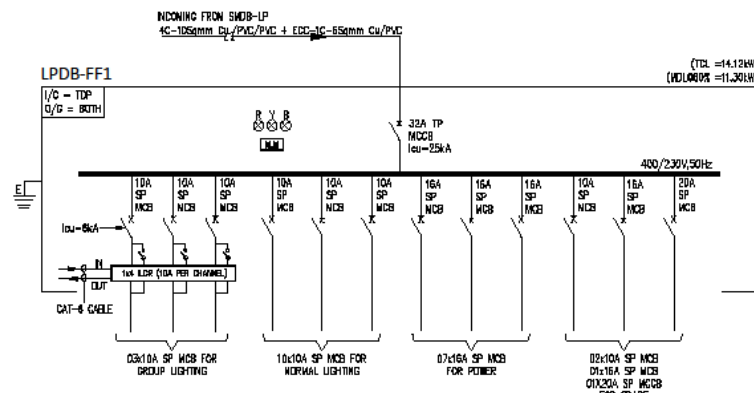 INCOMING FROM SMDB-LP
4C-105qmm Cu/PVC/PVC + ECC-1C-65qmm Cu/PVC
LPDB-FF1
(TCL =14.12kW
(MDL@80% =11.30kW
I/C - TOP
O/G - BOTH
R Y B
32A TP
MCCB
Icu-25kA
400/230V,50Hz
E
10A SP MCB
10A SP MCB
10A SP MCB
10A SP MCB
10A SP MCB
10A SP MCB
16A SP MCB
16A SP MCB
16A SP MCB
10A SP MCB
16A SP MCB
20A SP MCB
Icu-6kA
IN
1x4 ILCR (10A PER CHANNEL)
OUT
CAT-6 CABLE
03x10A SP MCB FOR
GROUP LIGHTING
10x10A SP MCB FOR
NORMAL LIGHTING
07x16A SP MCB
FOR POWER
02x10A SP MCB
01x16A SP MCB
01X20A SP MCCB